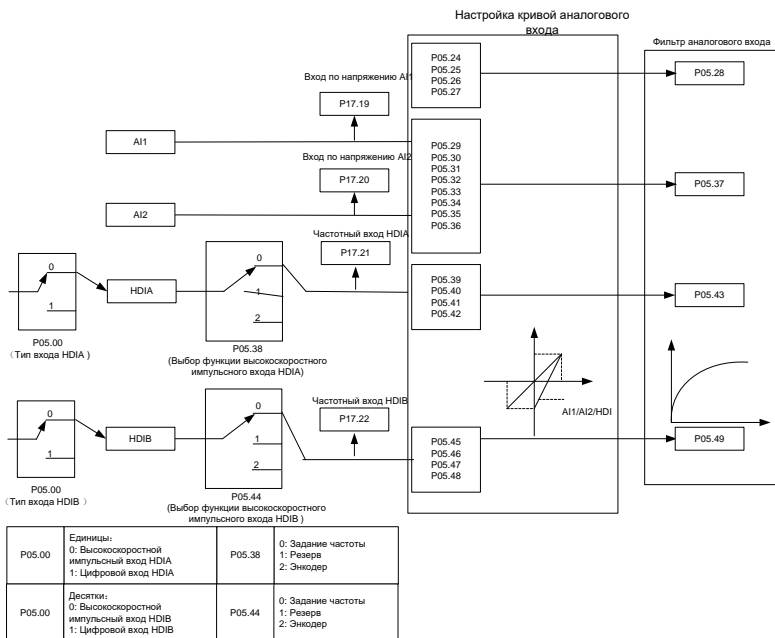 Настройка кривой аналогового
входа
Фильтр аналогового входа
P05.24
P05.25
P05.26
P05.27
P05.28
Вход по напряжению AI1
P17.19
AI1
Вход по напряжению AI2
P17.20
AI2
P05.29
P05.30
P05.31
P05.32
P05.33
P05.34
P05.35
P05.36
P05.37
Частотный вход HDIA
P17.21
0
1
HDIA
0
1
2
P05.39
P05.40
P05.41
P05.42
P05.43
P05.00
(Тип входа HDIA )
P05.38
(Выбор функции высокоскоростного
импульсного входа HDIA)
AI1/AI2/HDI
Частотный вход HDIB
P17.22
0
1
HDIB
0
1
2
P05.45
P05.46
P05.47
P05.48
P05.49
P05.00
(Тип входа HDIB )
P05.44
(Выбор функции высокоскоростного
импульсного входа HDIB )
P05.00
Единицы:
0: Высокоскоростной
импульсный вход HDIA
1: Цифровой вход HDIA
P05.38
0: Задание частоты
1: Резерв
2: Энкодер
P05.00
Десятки:
0: Высокоскоростной
импульсный вход HDIB
1: Цифровой вход HDIB
P05.44
0: Задание частоты
1: Резерв
2: Энкодер